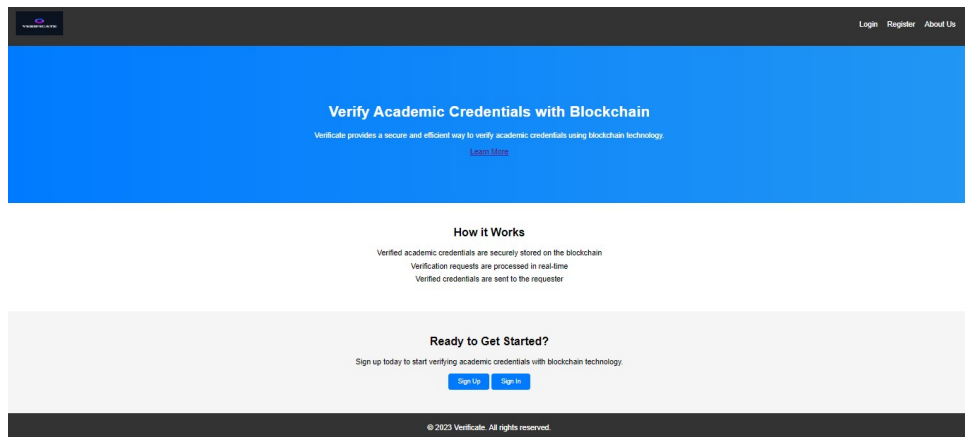 VERIFICATE
Login Register About Us
Verify Academic Credentials with Blockchain
Verificate provides a secure and efficient way to verify academic credentials using blockchain technology.
Learn More
How it Works
Verified academic credentials are securely stored on the blockchain
Verification requests are processed in real-time
Verified credentials are sent to the requester
Ready to Get Started?
Sign up today to start verifying academic credentials with blockchain technology.
Sign Up Sign In
© 2023 Verificate. All rights reserved.